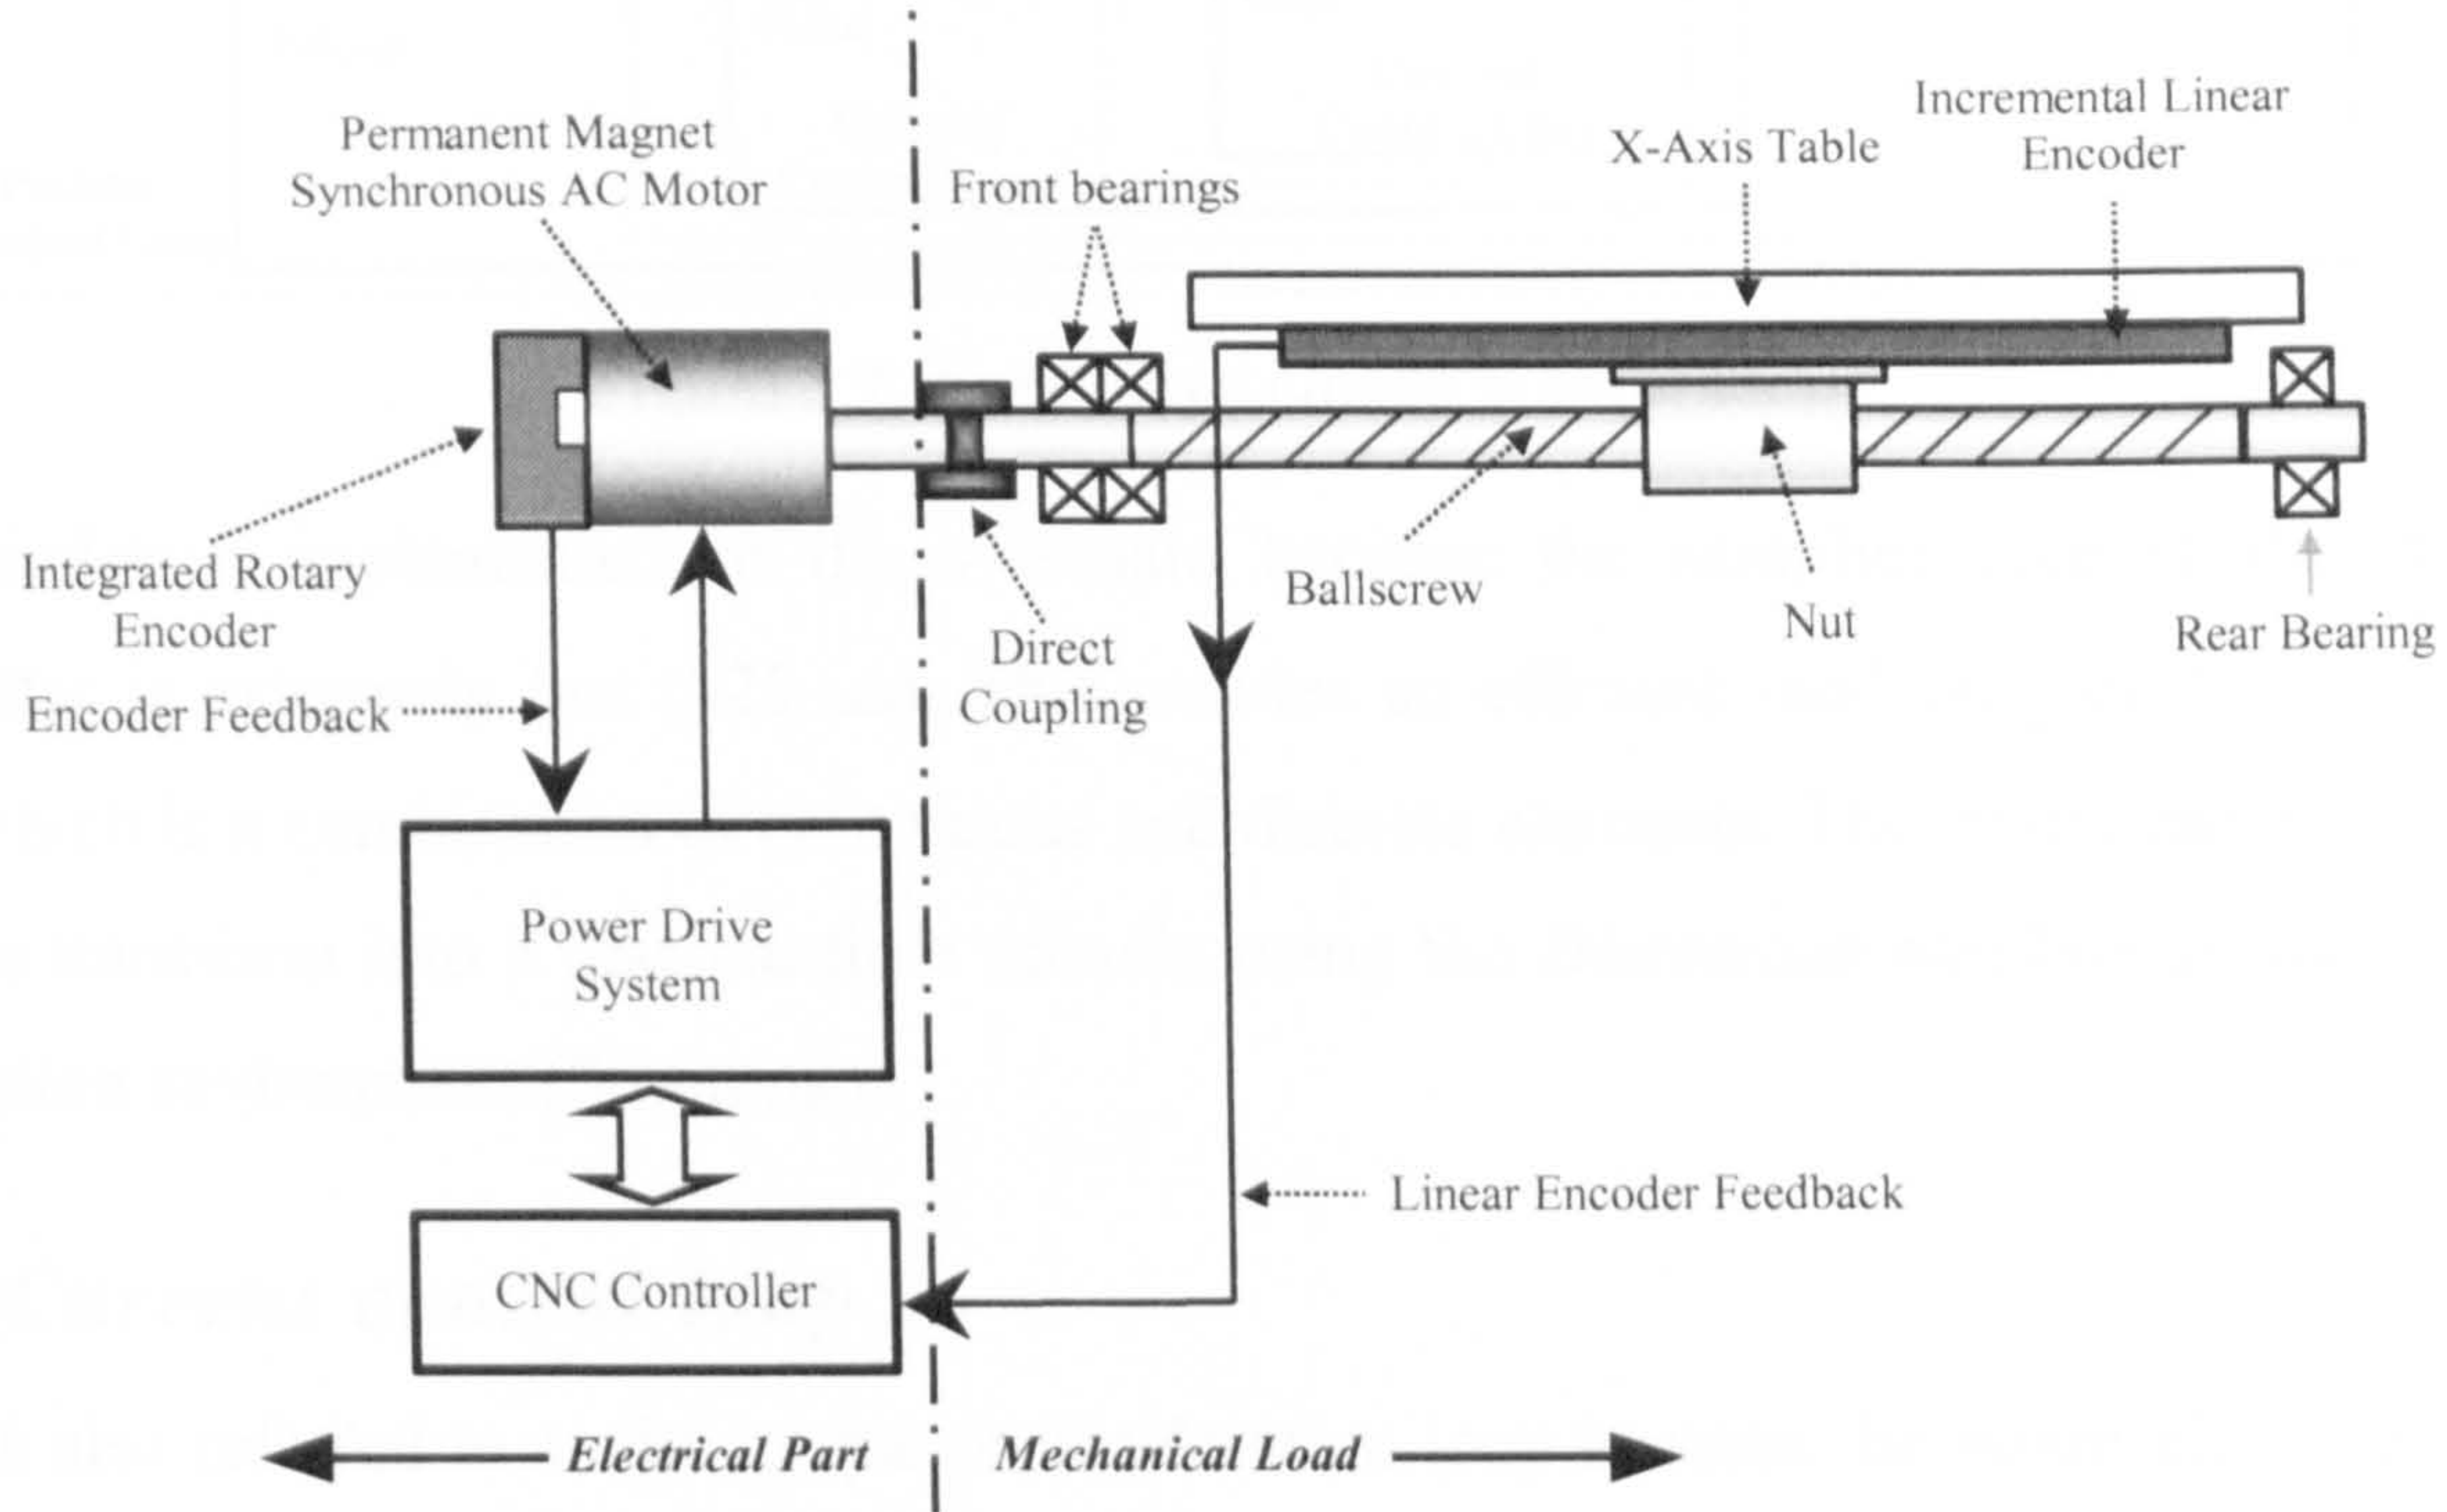 Permanent Magnet
Synchronous AC Motor
Front bearings
X-Axis Table
Incremental Linear
Encoder
Integrated Rotary
Encoder
Encoder Feedback
Direct
Coupling
Ballscrew
Nut
Rear Bearing
Power Drive
System
Linear Encoder Feedback
CNC Controller
Electrical Part
Mechanical Load